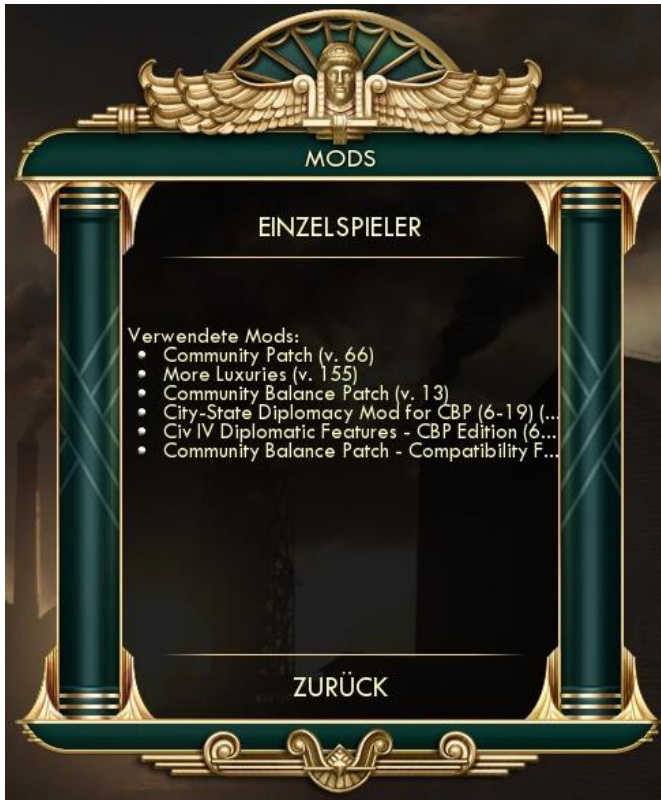 MODS
EINZELSPIELER
Verwendete Mods:
• Community Patch (v. 66)
• More Luxuries (v. 155)
• Community Balance Patch (v. 13)
• City-State Diplomacy Mod for CBP (6-19) (...
• Civ IV Diplomatic Features - CBP Edition (6...
• Community Balance Patch - Compatibility F...
ZURÜCK